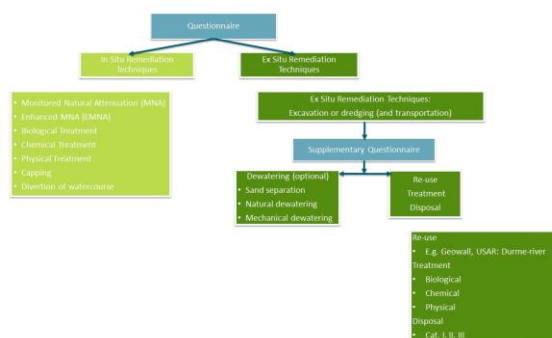 Questionnaire
In Situ Remediation
Techniques
Ex Situ Remediation
Techniques
• Monitored Natural Attenuation (MNA)
• Enhanced MNA (EMNA)
• Biological Treatment
• Chemical Treatment
• Physical Treatment
• Capping
• Divertion of watercourse
Ex Situ Remediation Techniques:
Excavation or dredging (and transportation)
Supplementary Questionnaire
Dewatering (optional)
• Sand separation
• Natural dewatering
• Mechanical dewatering
Re-use
Treatment
Disposal
Re-use
• E.g. Geowall, USAR: Durme-river
Treatment
• Biological
• Chemical
• Physical
Disposal
• Cat. I, II, III